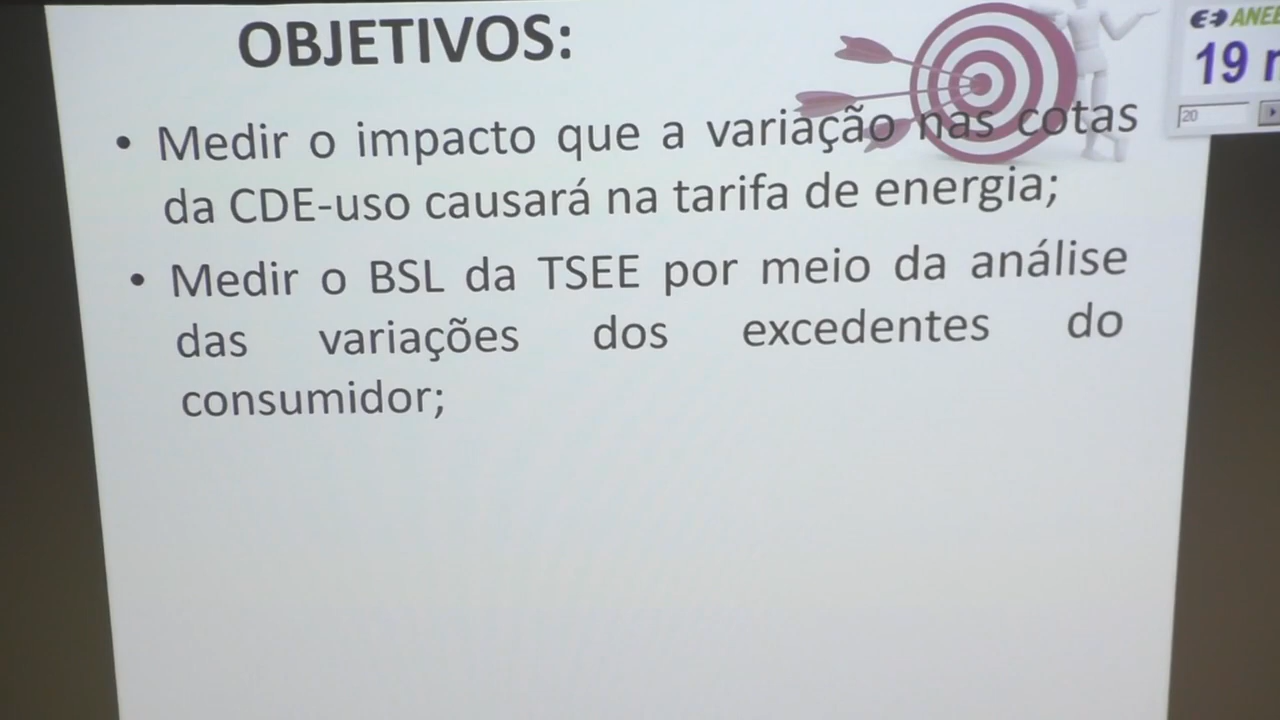 OBJETIVOS:
• Medir o impacto que a variação nas cotas
da CDE-uso causará na tarifa de energia;
• Medir o BSL da TSEE por meio da análise
das variações dos excedentes do
consumidor;
19
20